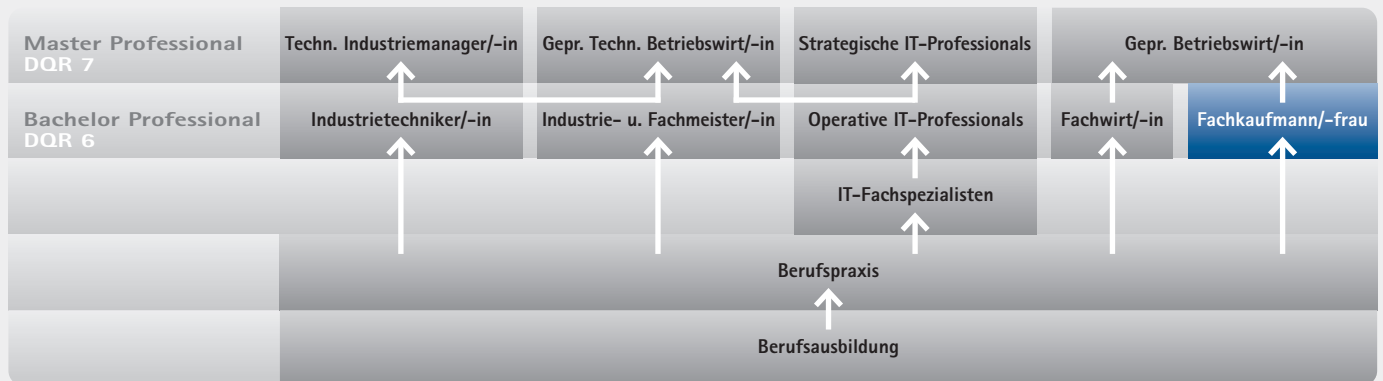 Master Professional
DQR 7
Techn. Industriemanager/-in
Gepr. Techn. Betriebswirt/-in
Strategische IT-Professionals
Gepr. Betriebswirt/-in
Bachelor Professional
DQR 6
Industrietechniker/-in
Industrie- u. Fachmeister/-in
Operative IT-Professionals
Fachwirt/-in
Fachkaufmann/-frau
IT-Fachspezialisten
Berufspraxis
Berufsausbildung